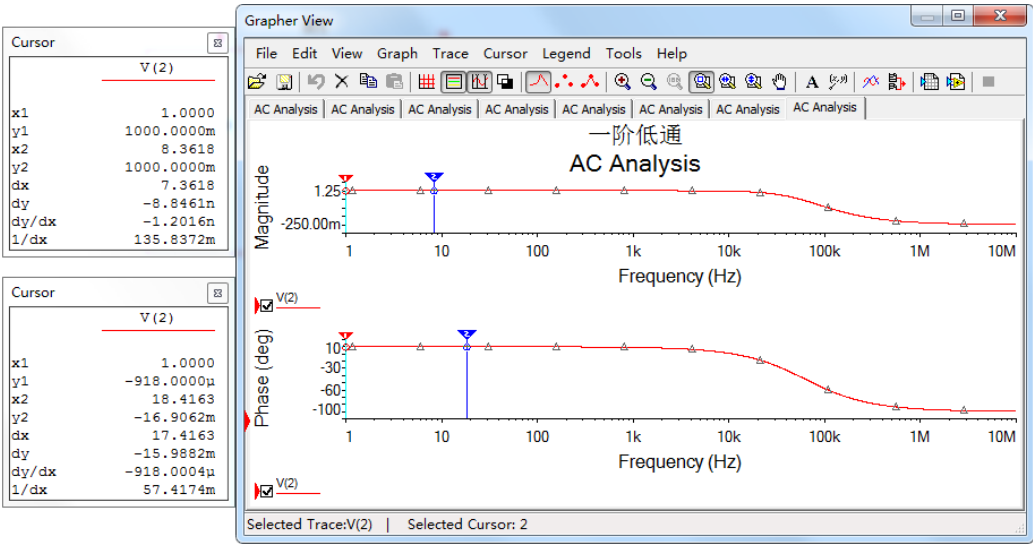 Cursor
V(2)
x1 1.0000
y1 1000.0000m
x2 8.3618
y2 1000.0000m
dx 7.3618
dy -8.8461n
dy/dx -1.2016n
1/dx 135.8372m
Cursor
V(2)
x1 1.0000
y1 -918.0000μ
x2 18.4163
y2 -16.9062m
dx 17.4163
dy -15.9882m
dy/dx -918.0004μ
1/dx 57.4174m
Grapher View
File Edit View Graph Trace Cursor Legend Tools Help
AC Analysis AC Analysis AC Analysis AC Analysis AC Analysis AC Analysis AC Analysis AC Analysis
一阶低通
AC Analysis
Magnitude
1 2
1.25
-250.00m
1 10 100 1k 10k 100k 1M 10M
Frequency (Hz)
V(2)
Phase (deg)
1 2
10
-30
-60
-100
1 10 100 1k 10k 100k 1M 10M
Frequency (Hz)
V(2)
Selected Trace:V(2) | Selected Cursor: 2